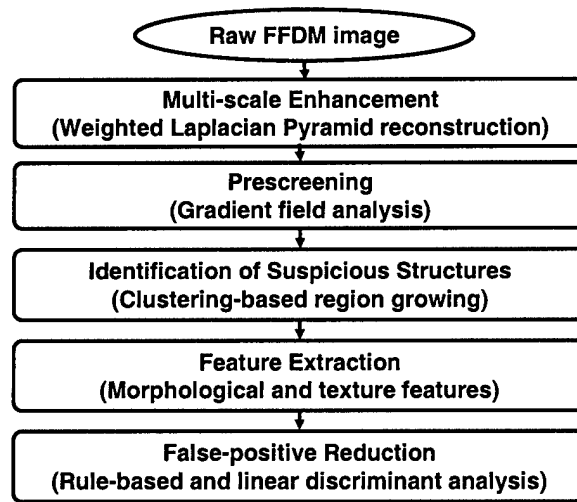 Raw FFDM image
Multi-scale Enhancement
(Weighted Laplacian Pyramid reconstruction)
Prescreening
(Gradient field analysis)
Identification of Suspicious Structures
(Clustering-based region growing)
Feature Extraction
(Morphological and texture features)
False-positive Reduction
(Rule-based and linear discriminant analysis)